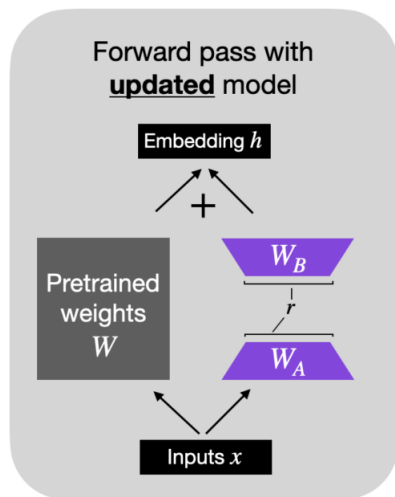 Forward pass with
updated model
Embedding h
+
Pretrained
weights
W
W_B
r
W_A
Inputs x